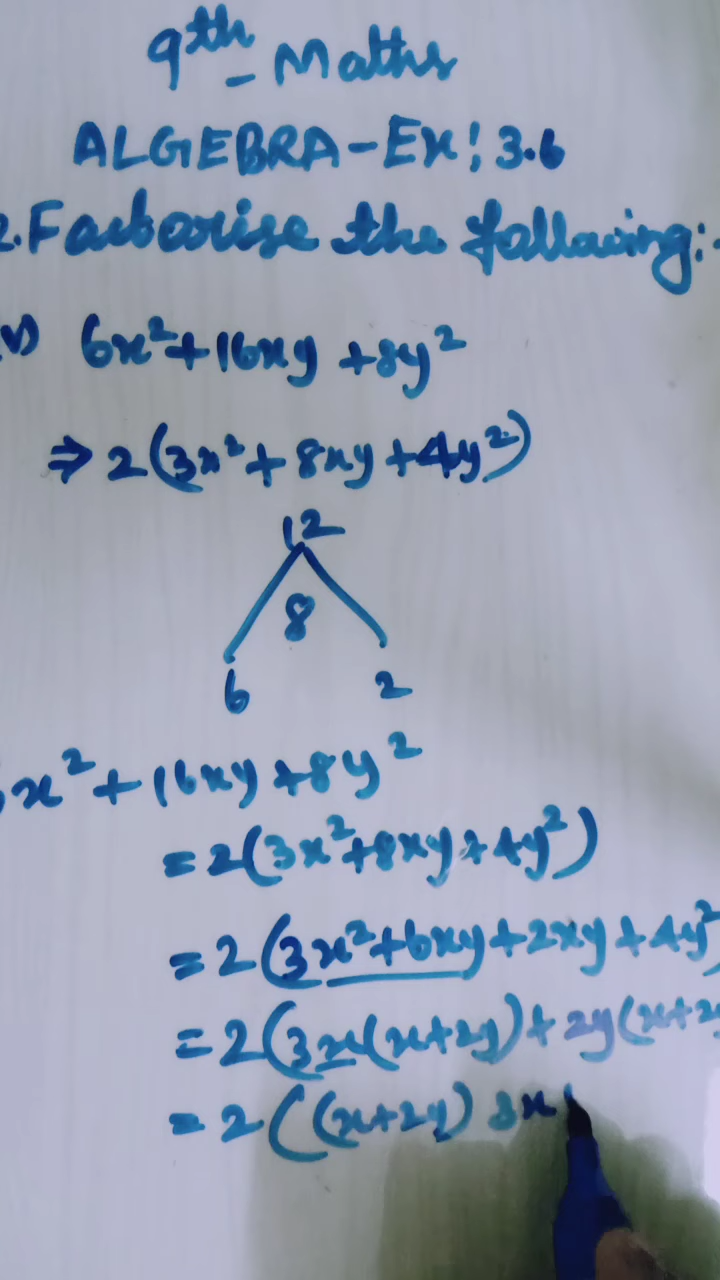 9th - Maths
ALGEBRA-Ex: 3.6
2. Factorise the following:-
v) 6x²+16xy +8y²
⇒ 2(3x²+8xy+4y²)
12
8
6 2
x²+16xy+8y²
=2(3x²+8xy+4y²)
=2(3x²+6xy+2xy+4y²
=2(3x(x+2y)+2y(x+2
=2((x+2y) 3x